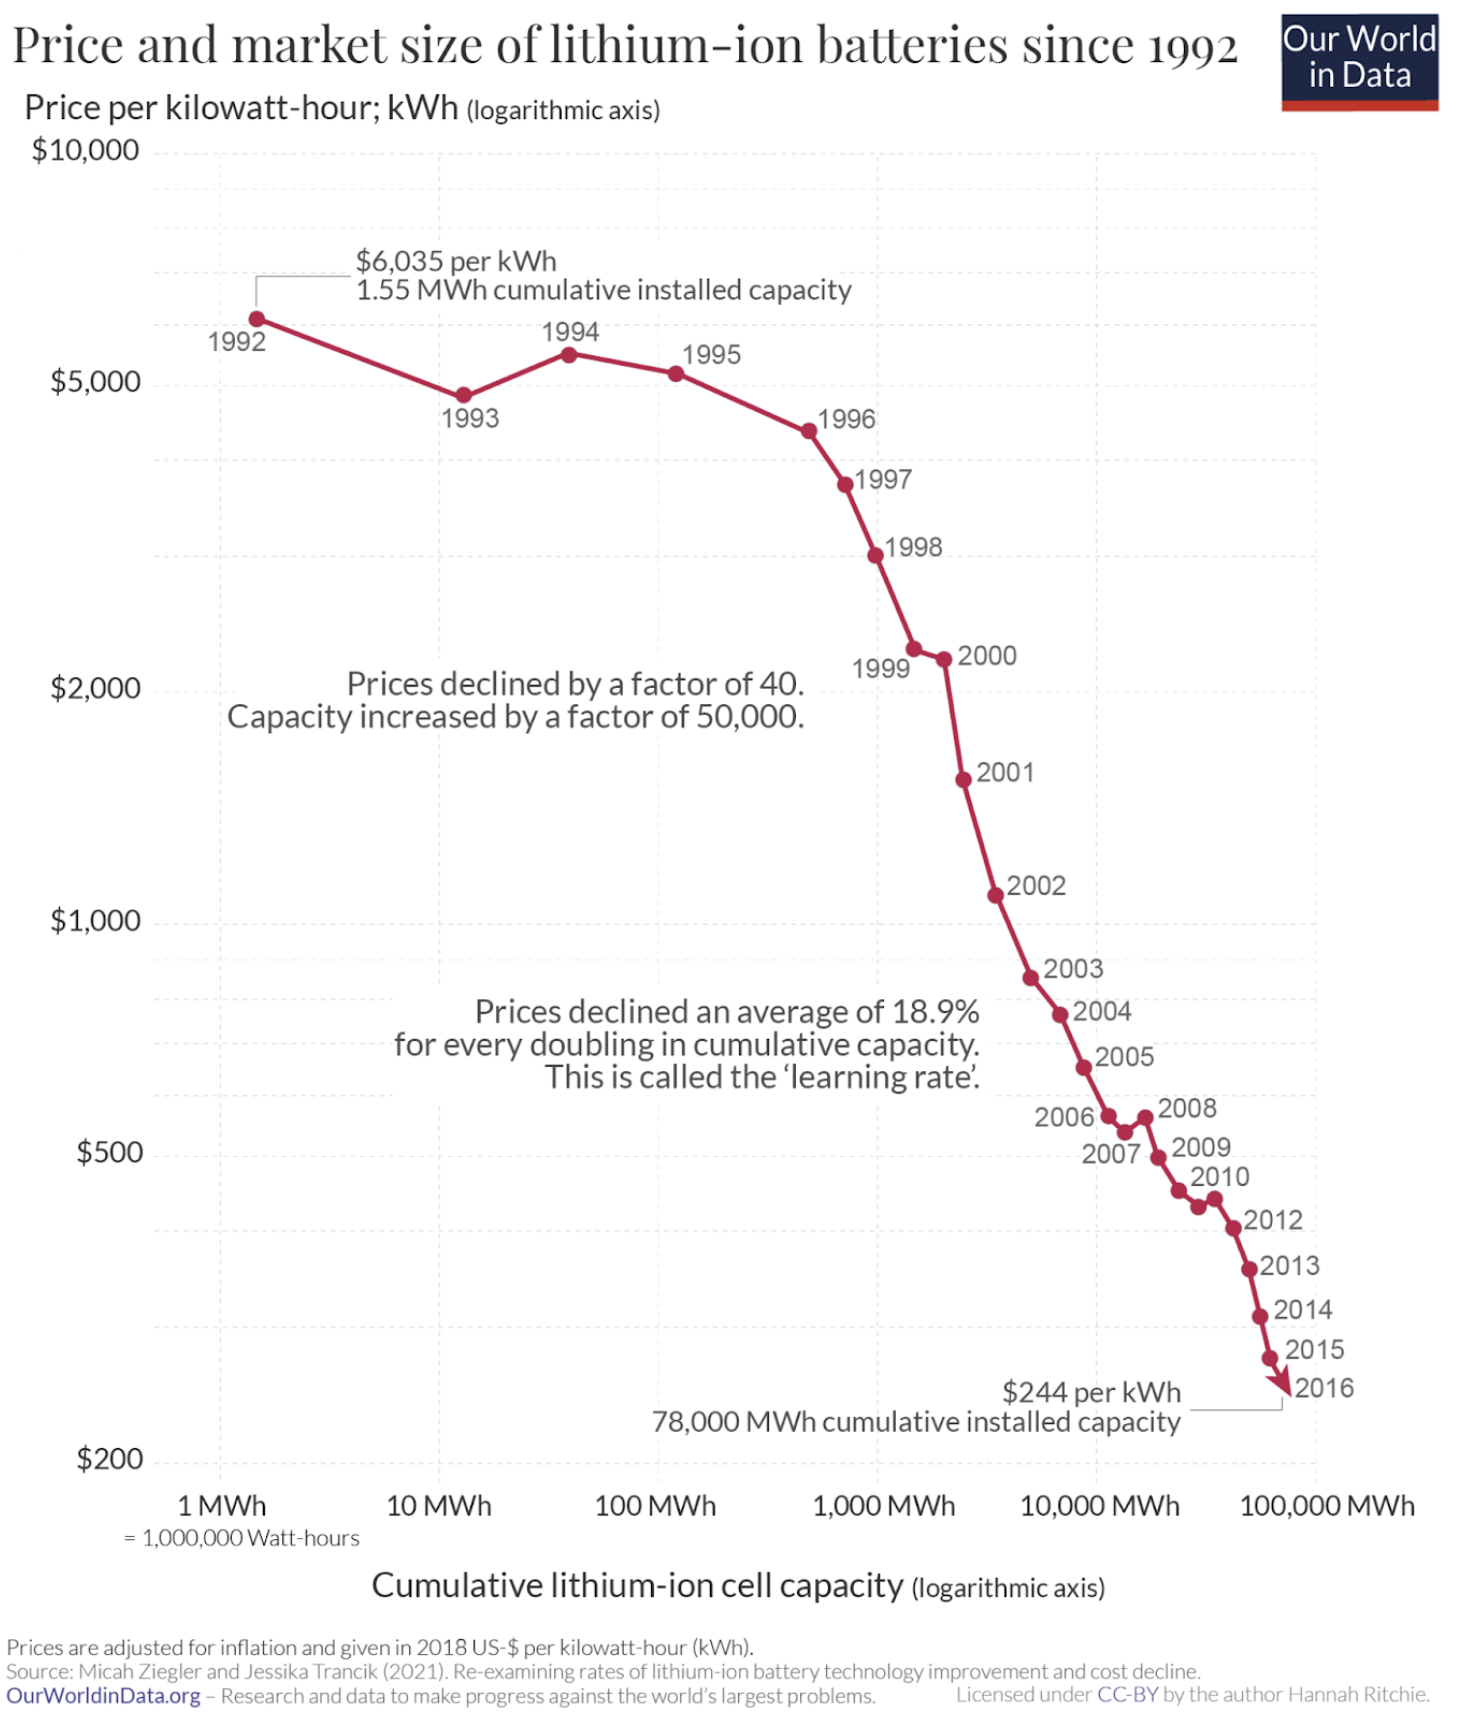 Price and market size of lithium-ion batteries since 1992
Our World
in Data
Price per kilowatt-hour; kWh (logarithmic axis)
$10,000
$6,035 per kWh
1.55 MWh cumulative installed capacity
1992
1994
1995
$5,000
1993
1996
1997
1998
1999
2000
$2,000
Prices declined by a factor of 40.
Capacity increased by a factor of 50,000.
2001
2002
$1,000
2003
Prices declined an average of 18.9%
for every doubling in cumulative capacity.
This is called the ‘learning rate’.
2004
2005
2006
2008
2007
2009
$500
2010
2012
2013
2014
2015
2016
$244 per kWh
78,000 MWh cumulative installed capacity
$200
1 MWh
10 MWh
100 MWh
1,000 MWh
10,000 MWh
100,000 MWh
= 1,000,000 Watt-hours
Cumulative lithium-ion cell capacity (logarithmic axis)
Prices are adjusted for inflation and given in 2018 US-$ per kilowatt-hour (kWh).
Source: Micah Ziegler and Jessika Trancik (2021). Re-examining rates of lithium-ion battery technology improvement and cost decline.
OurWorldinData.org – Research and data to make progress against the world’s largest problems.
Licensed under CC-BY by the author Hannah Ritchie.